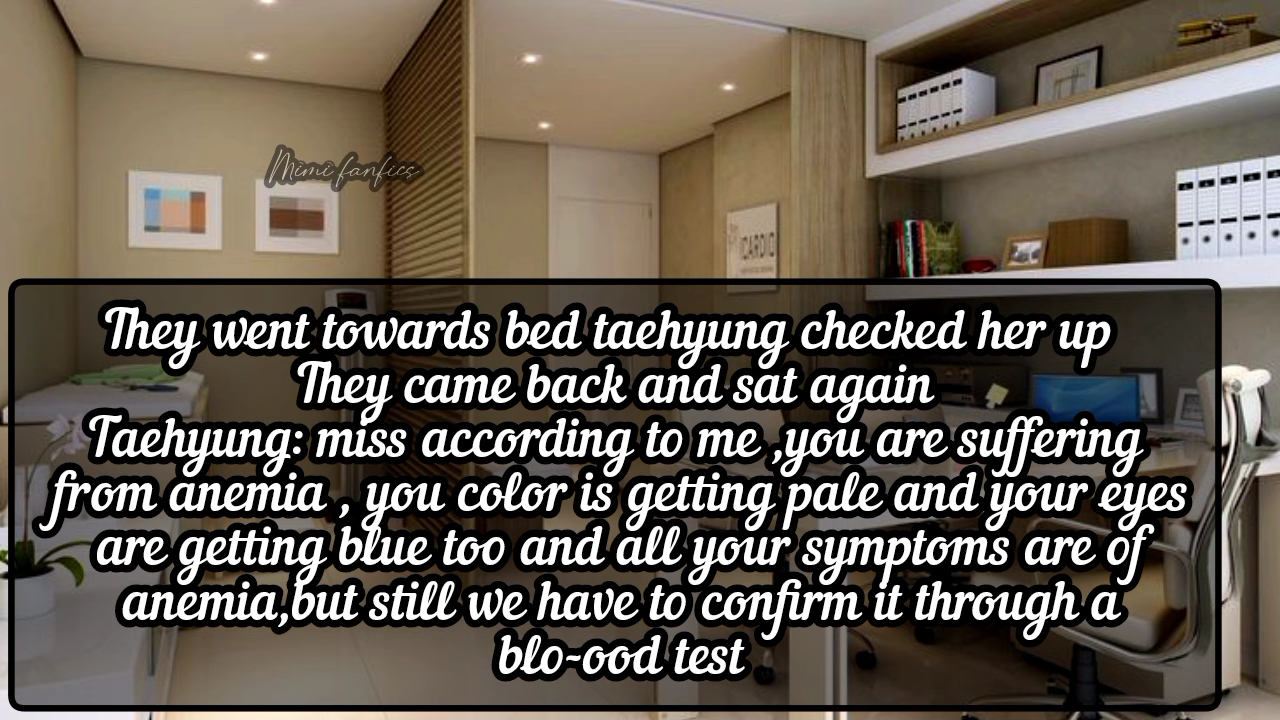 Mimi fanfics
CARDIO
They went towards bed taehyung checked her up
They came back and sat again
Taehyung: miss according to me ,you are suffering
from anemia , you color is getting pale and your eyes
are getting blue too and all your symptoms are of
anemia,but still we have to confirm it through a
blo-ood test